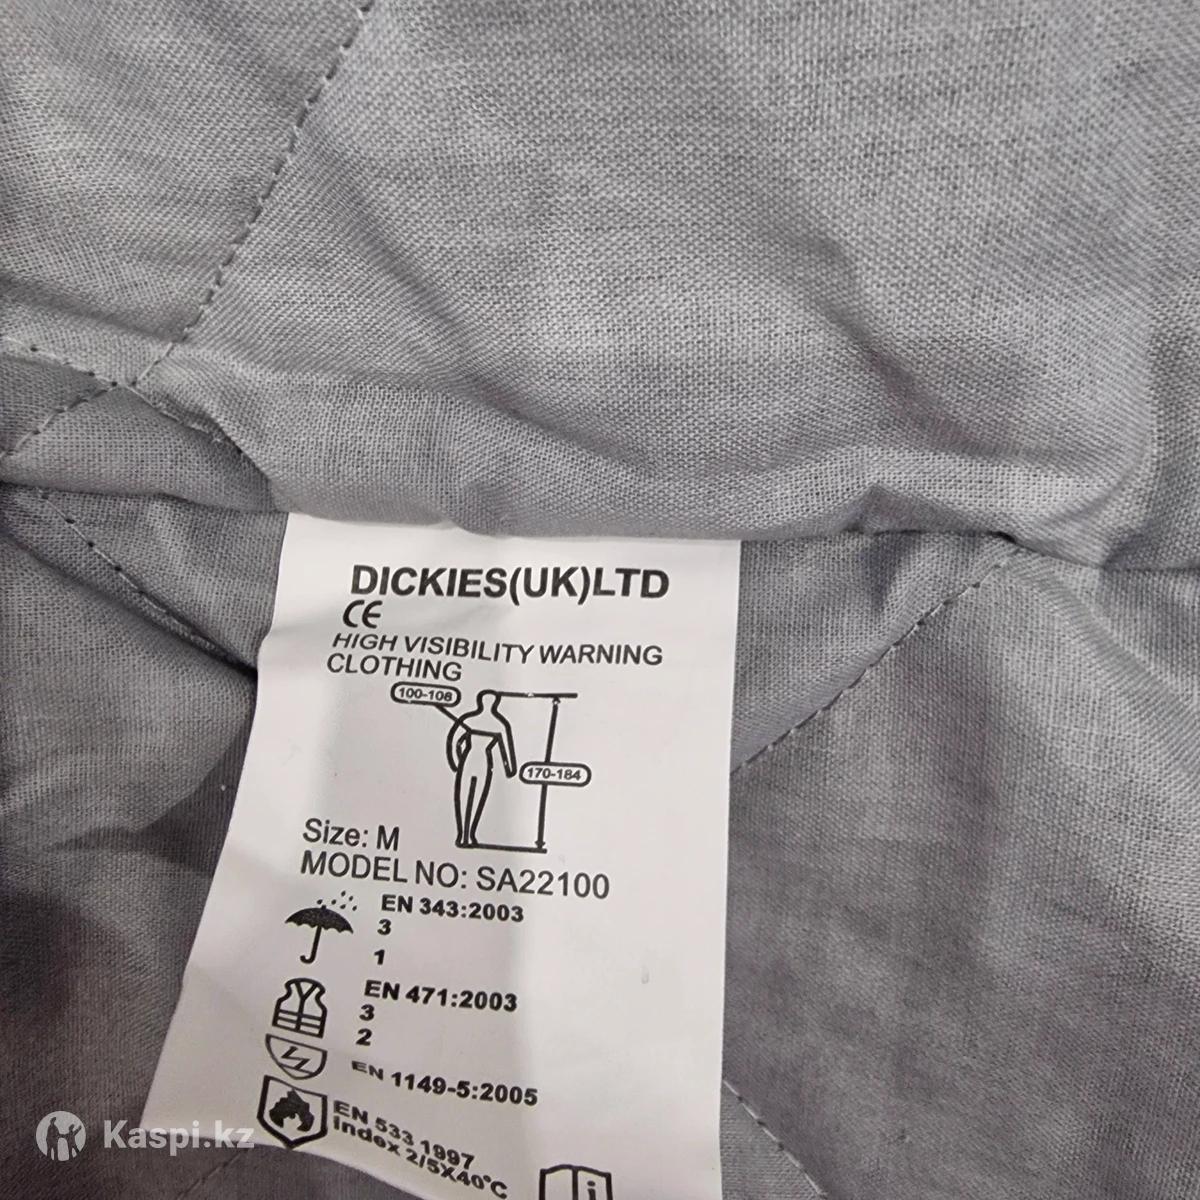 DICKIES(UK)LTD
CE
HIGH VISIBILITY WARNING
CLOTHING
100-108
170-184
Size: M
MODEL NO: SA22100
EN 343:2003
3
1
EN 471:2003
3
2
EN 1149-5:2005
EN 533 1997
Index 2/5X40°C
i
Kaspi.kz